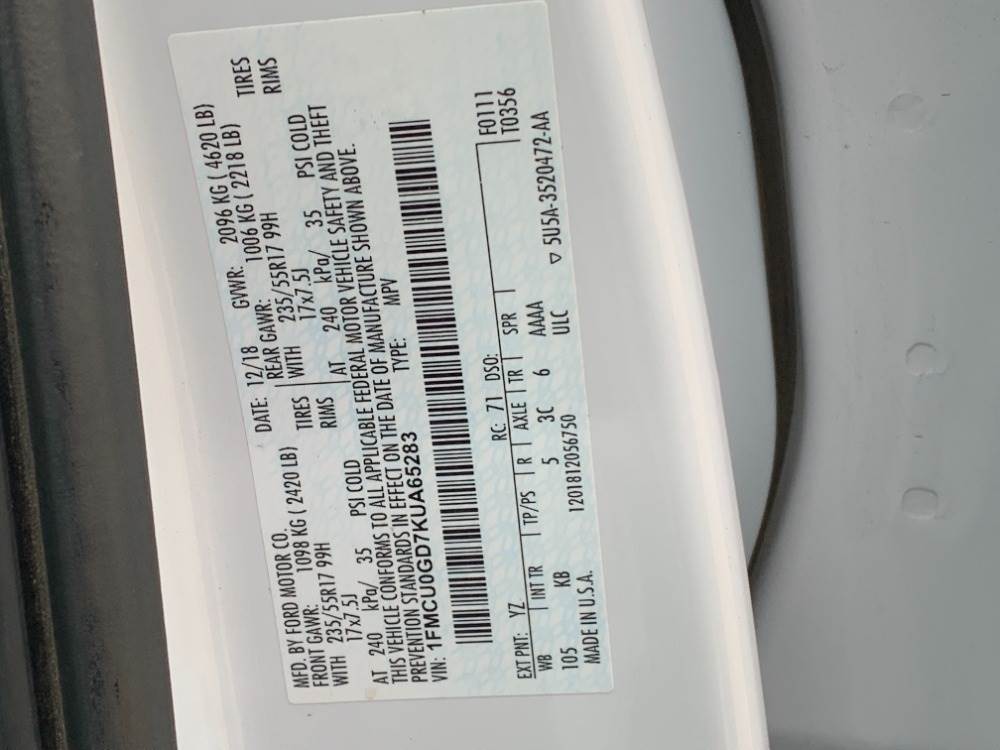 MFD. BY FORD MOTOR CO.
DATE: 12/18 GVWR: 2096 KG ( 4620 LB)
FRONT GAWR: 1098 KG ( 2420 LB) REAR GAWR: 1006 KG ( 2218 LB)
WITH 235/55R17 99H TIRES WITH 235/55R17 99H TIRES
17x7.5J RIMS 17x7.5J RIMS
AT 240 kPa/ 35 PSI COLD AT 240 kPa/ 35 PSI COLD
THIS VEHICLE CONFORMS TO ALL APPLICABLE FEDERAL MOTOR VEHICLE SAFETY AND THEFT
PREVENTION STANDARDS IN EFFECT ON THE DATE OF MANUFACTURE SHOWN ABOVE.
VIN: 1FMCU0GD7KUA65283 TYPE: MPV
F0111
T0356
EXT PNT: YZ RC: 71 DSO:
WB INT TR TP/PS R AXLE TR SPR
105 KB 5 3C 6 AAAA
MADE IN U.S.A. 1201812056750 ULC ▽ 5U5A-3520472-AA